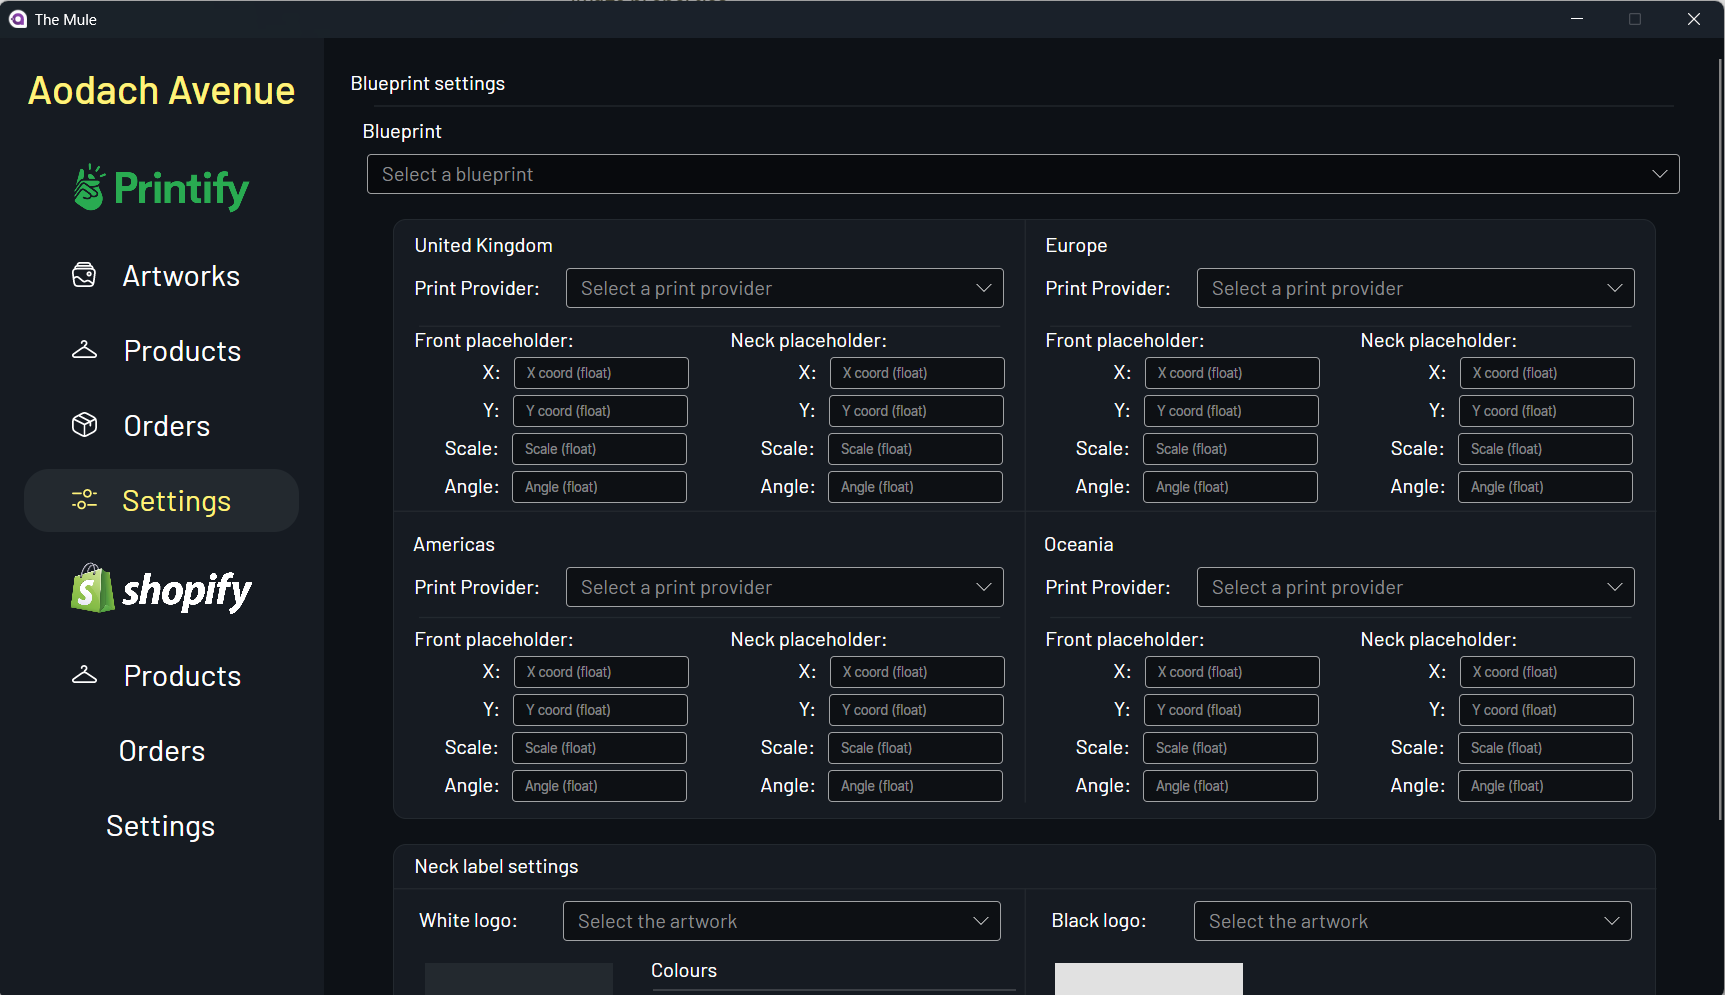 The Mule
Aodach Avenue
Printify
Artworks
Products
Orders
Settings
shopify
Products
Orders
Settings
Blueprint settings
Blueprint
Select a blueprint
United Kingdom
Print Provider: Select a print provider
Front placeholder: Neck placeholder:
X: X coord (float) X: X coord (float)
Y: Y coord (float) Y: Y coord (float)
Scale: Scale (float) Scale: Scale (float)
Angle: Angle (float) Angle: Angle (float)
Europe
Print Provider: Select a print provider
Front placeholder: Neck placeholder:
X: X coord (float) X: X coord (float)
Y: Y coord (float) Y: Y coord (float)
Scale: Scale (float) Scale: Scale (float)
Angle: Angle (float) Angle: Angle (float)
Americas
Print Provider: Select a print provider
Front placeholder: Neck placeholder:
X: X coord (float) X: X coord (float)
Y: Y coord (float) Y: Y coord (float)
Scale: Scale (float) Scale: Scale (float)
Angle: Angle (float) Angle: Angle (float)
Oceania
Print Provider: Select a print provider
Front placeholder: Neck placeholder:
X: X coord (float) X: X coord (float)
Y: Y coord (float) Y: Y coord (float)
Scale: Scale (float) Scale: Scale (float)
Angle: Angle (float) Angle: Angle (float)
Neck label settings
White logo: Select the artwork
Colours
Black logo: Select the artwork